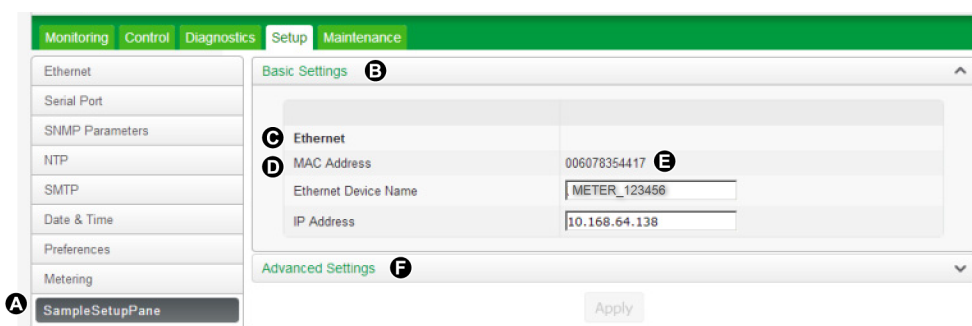 Monitoring Control Diagnostics Setup Maintenance
Ethernet
Serial Port
SNMP Parameters
NTP
SMTP
Date & Time
Preferences
Metering
A SampleSetupPane
Basic Settings B
C Ethernet
D MAC Address 006078354417 E
Ethernet Device Name METER_123456
IP Address 10.168.64.138
Advanced Settings F
Apply